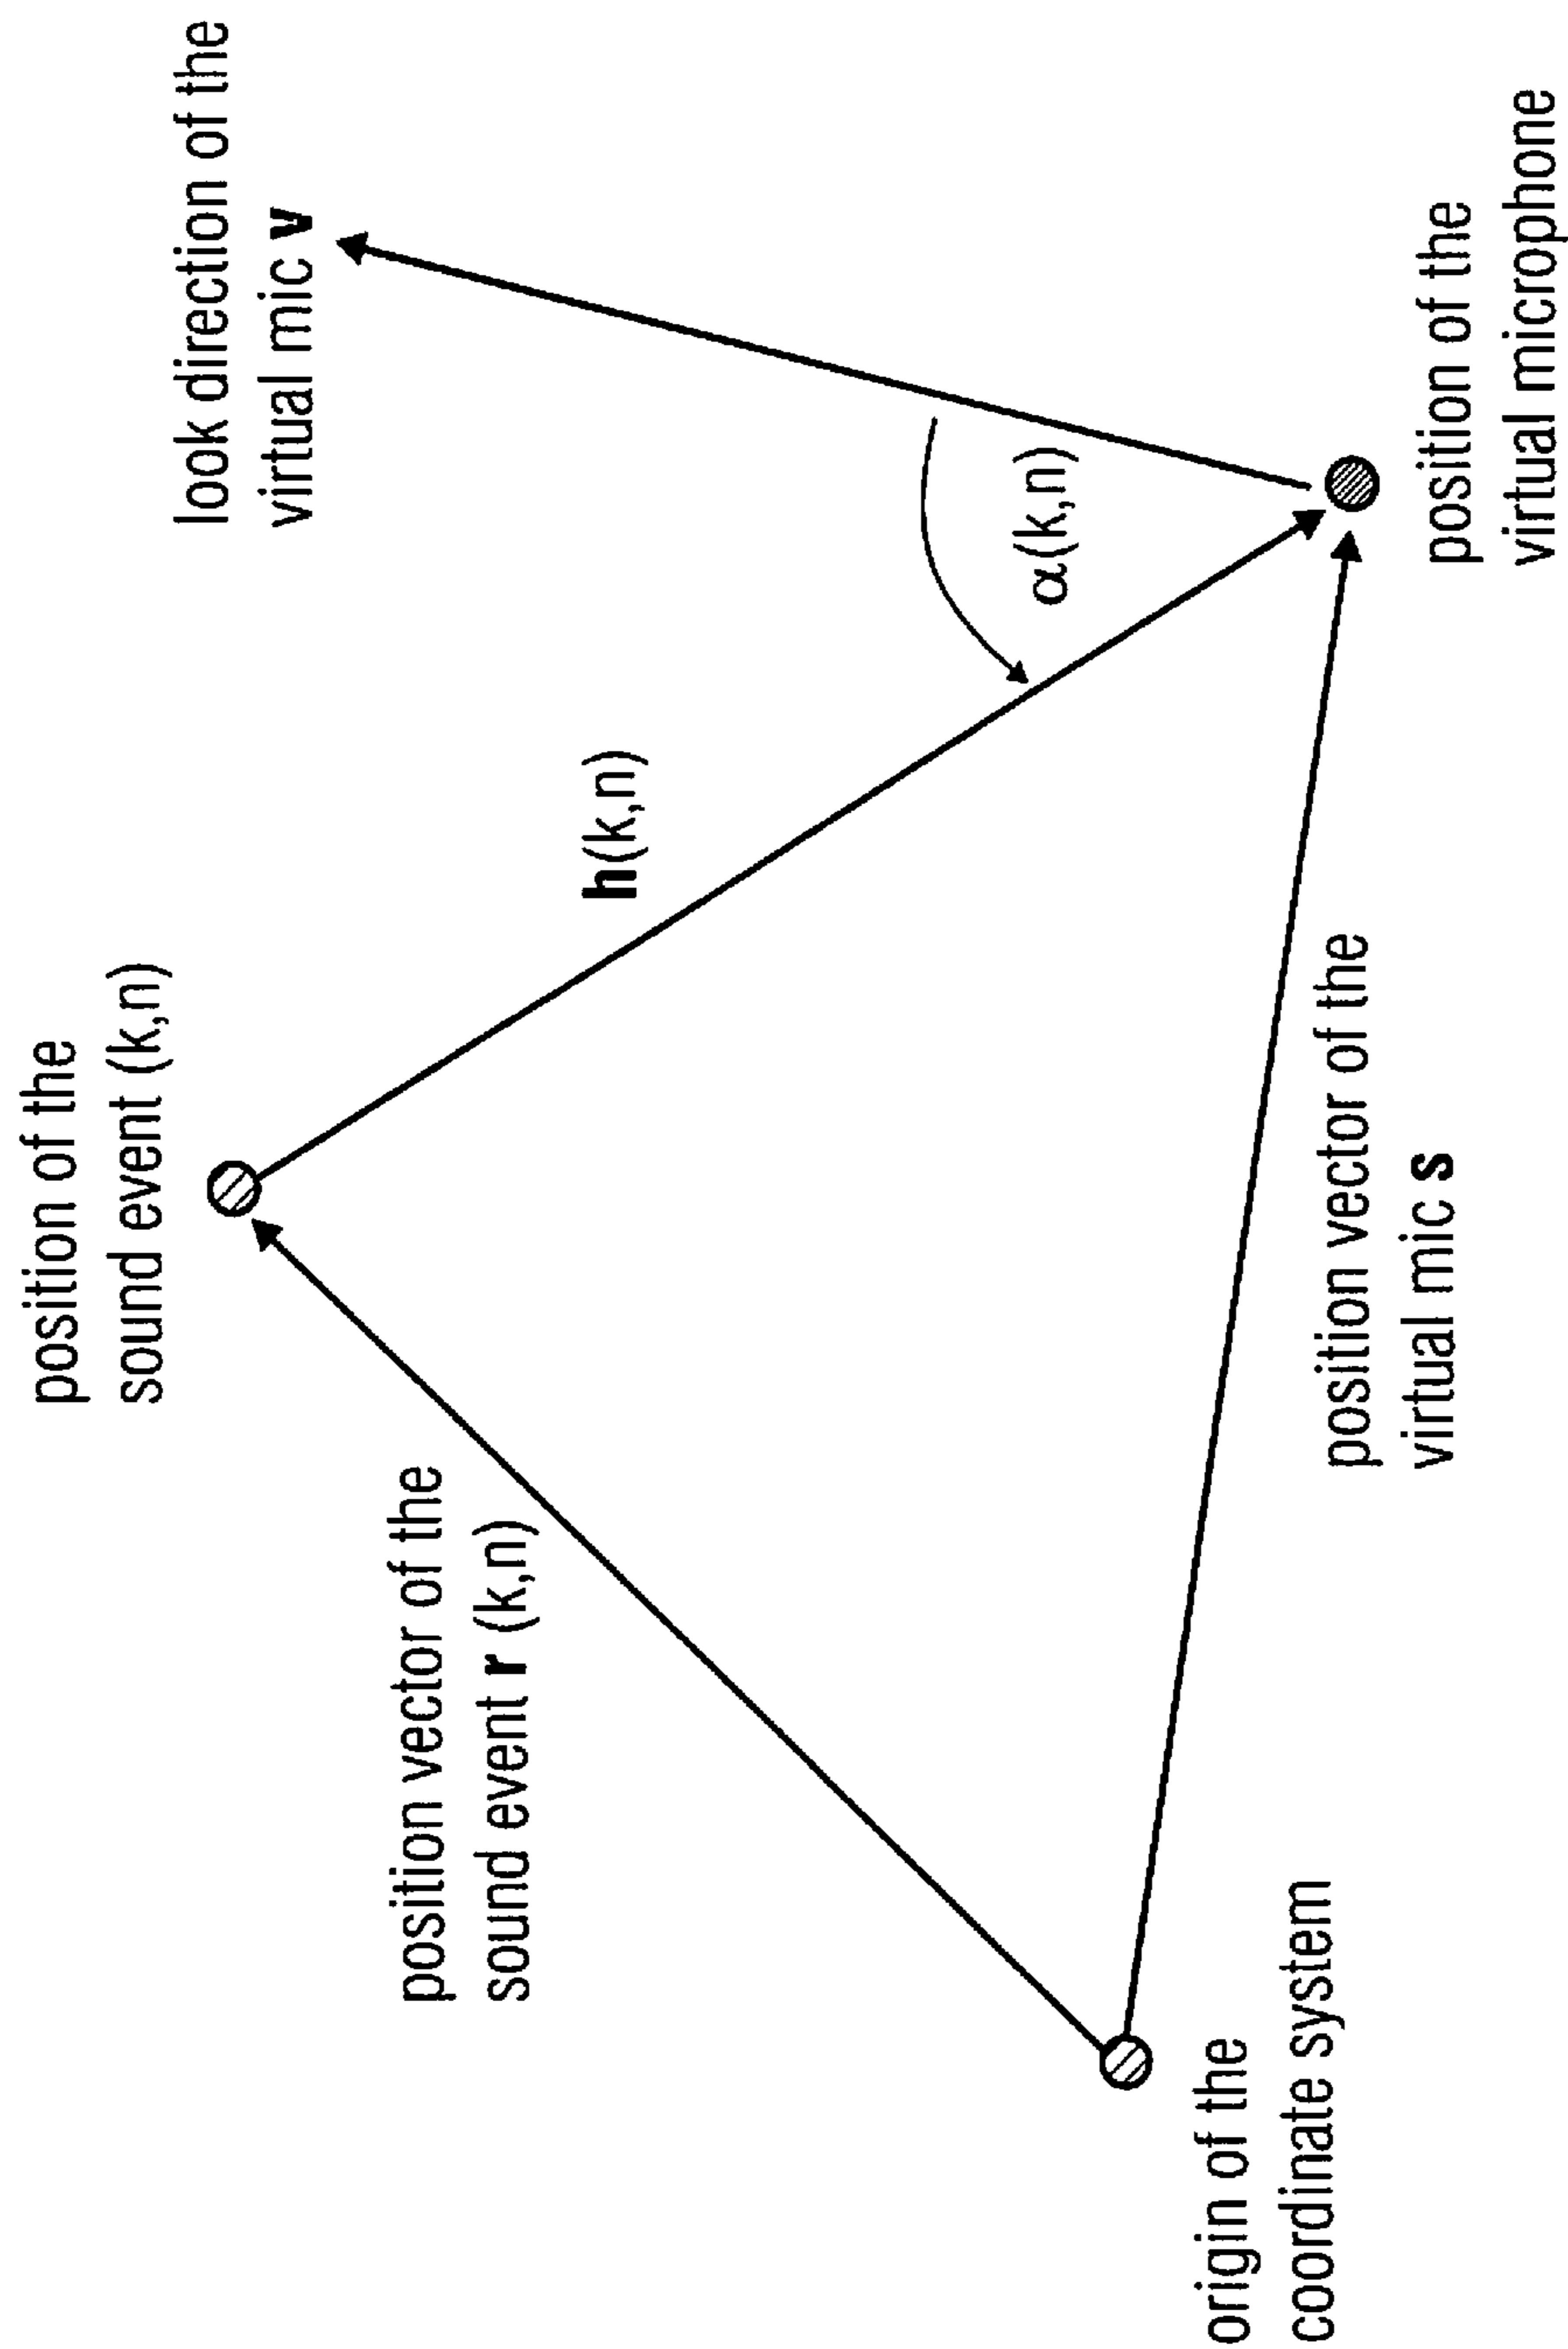 position of the
sound event (k,n)
look direction of the
virtual mic v
position vector of the
sound event r (k,n)
h(k,n)
α(k,n)
origin of the
coordinate system
position vector of the
virtual mic s
position of the
virtual microphone